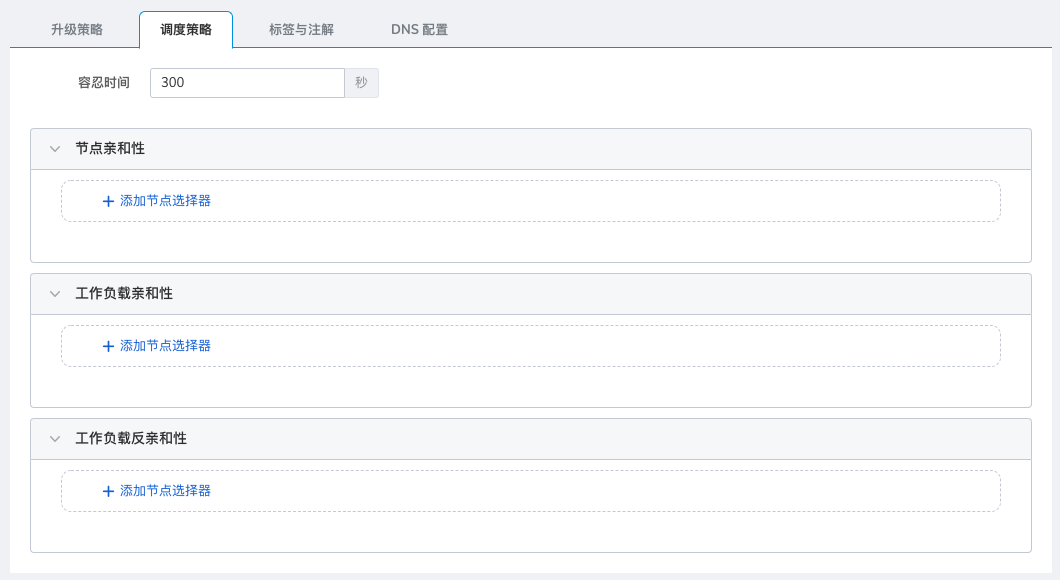 升级策略 调度策略 标签与注解 DNS 配置
容忍时间 300 秒
节点亲和性
添加节点选择器
工作负载亲和性
添加节点选择器
工作负载反亲和性
添加节点选择器